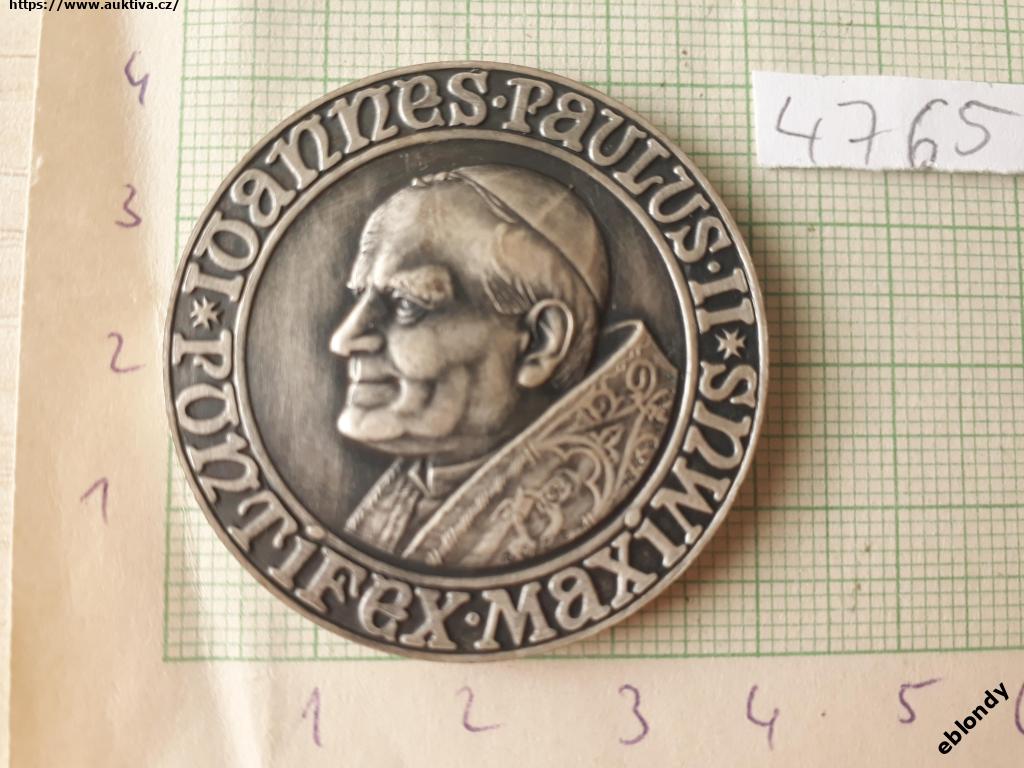 https://www.auktiva.cz/
4765
IOANNES·PAULUS·II
PONTIFEX·MAXIMUS
4
3
2
1
1 2 3 4 5
eblondy